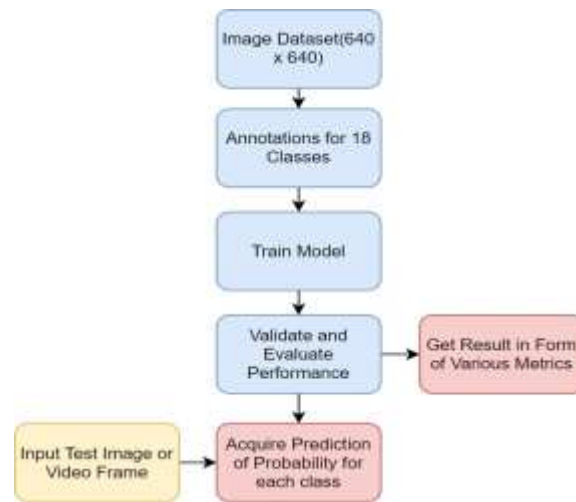 Image Dataset(640
x 640)
Annotations for 18
Classes
Train Model
Validate and
Evaluate
Performance
Get Result in Form
of Various Metrics
Input Test Image or
Video Frame
Acquire Prediction
of Probability for
each class